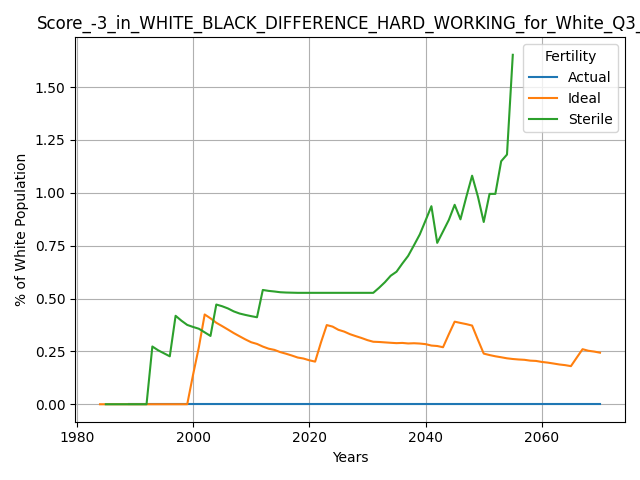 Score_-3_in_WHITE_BLACK_DIFFERENCE_HARD_WORKING_for_White_Q3_
Fertility
Actual
Ideal
Sterile
% of White Population
1.50
1.25
1.00
0.75
0.50
0.25
0.00
1980 2000 2020 2040 2060
Years